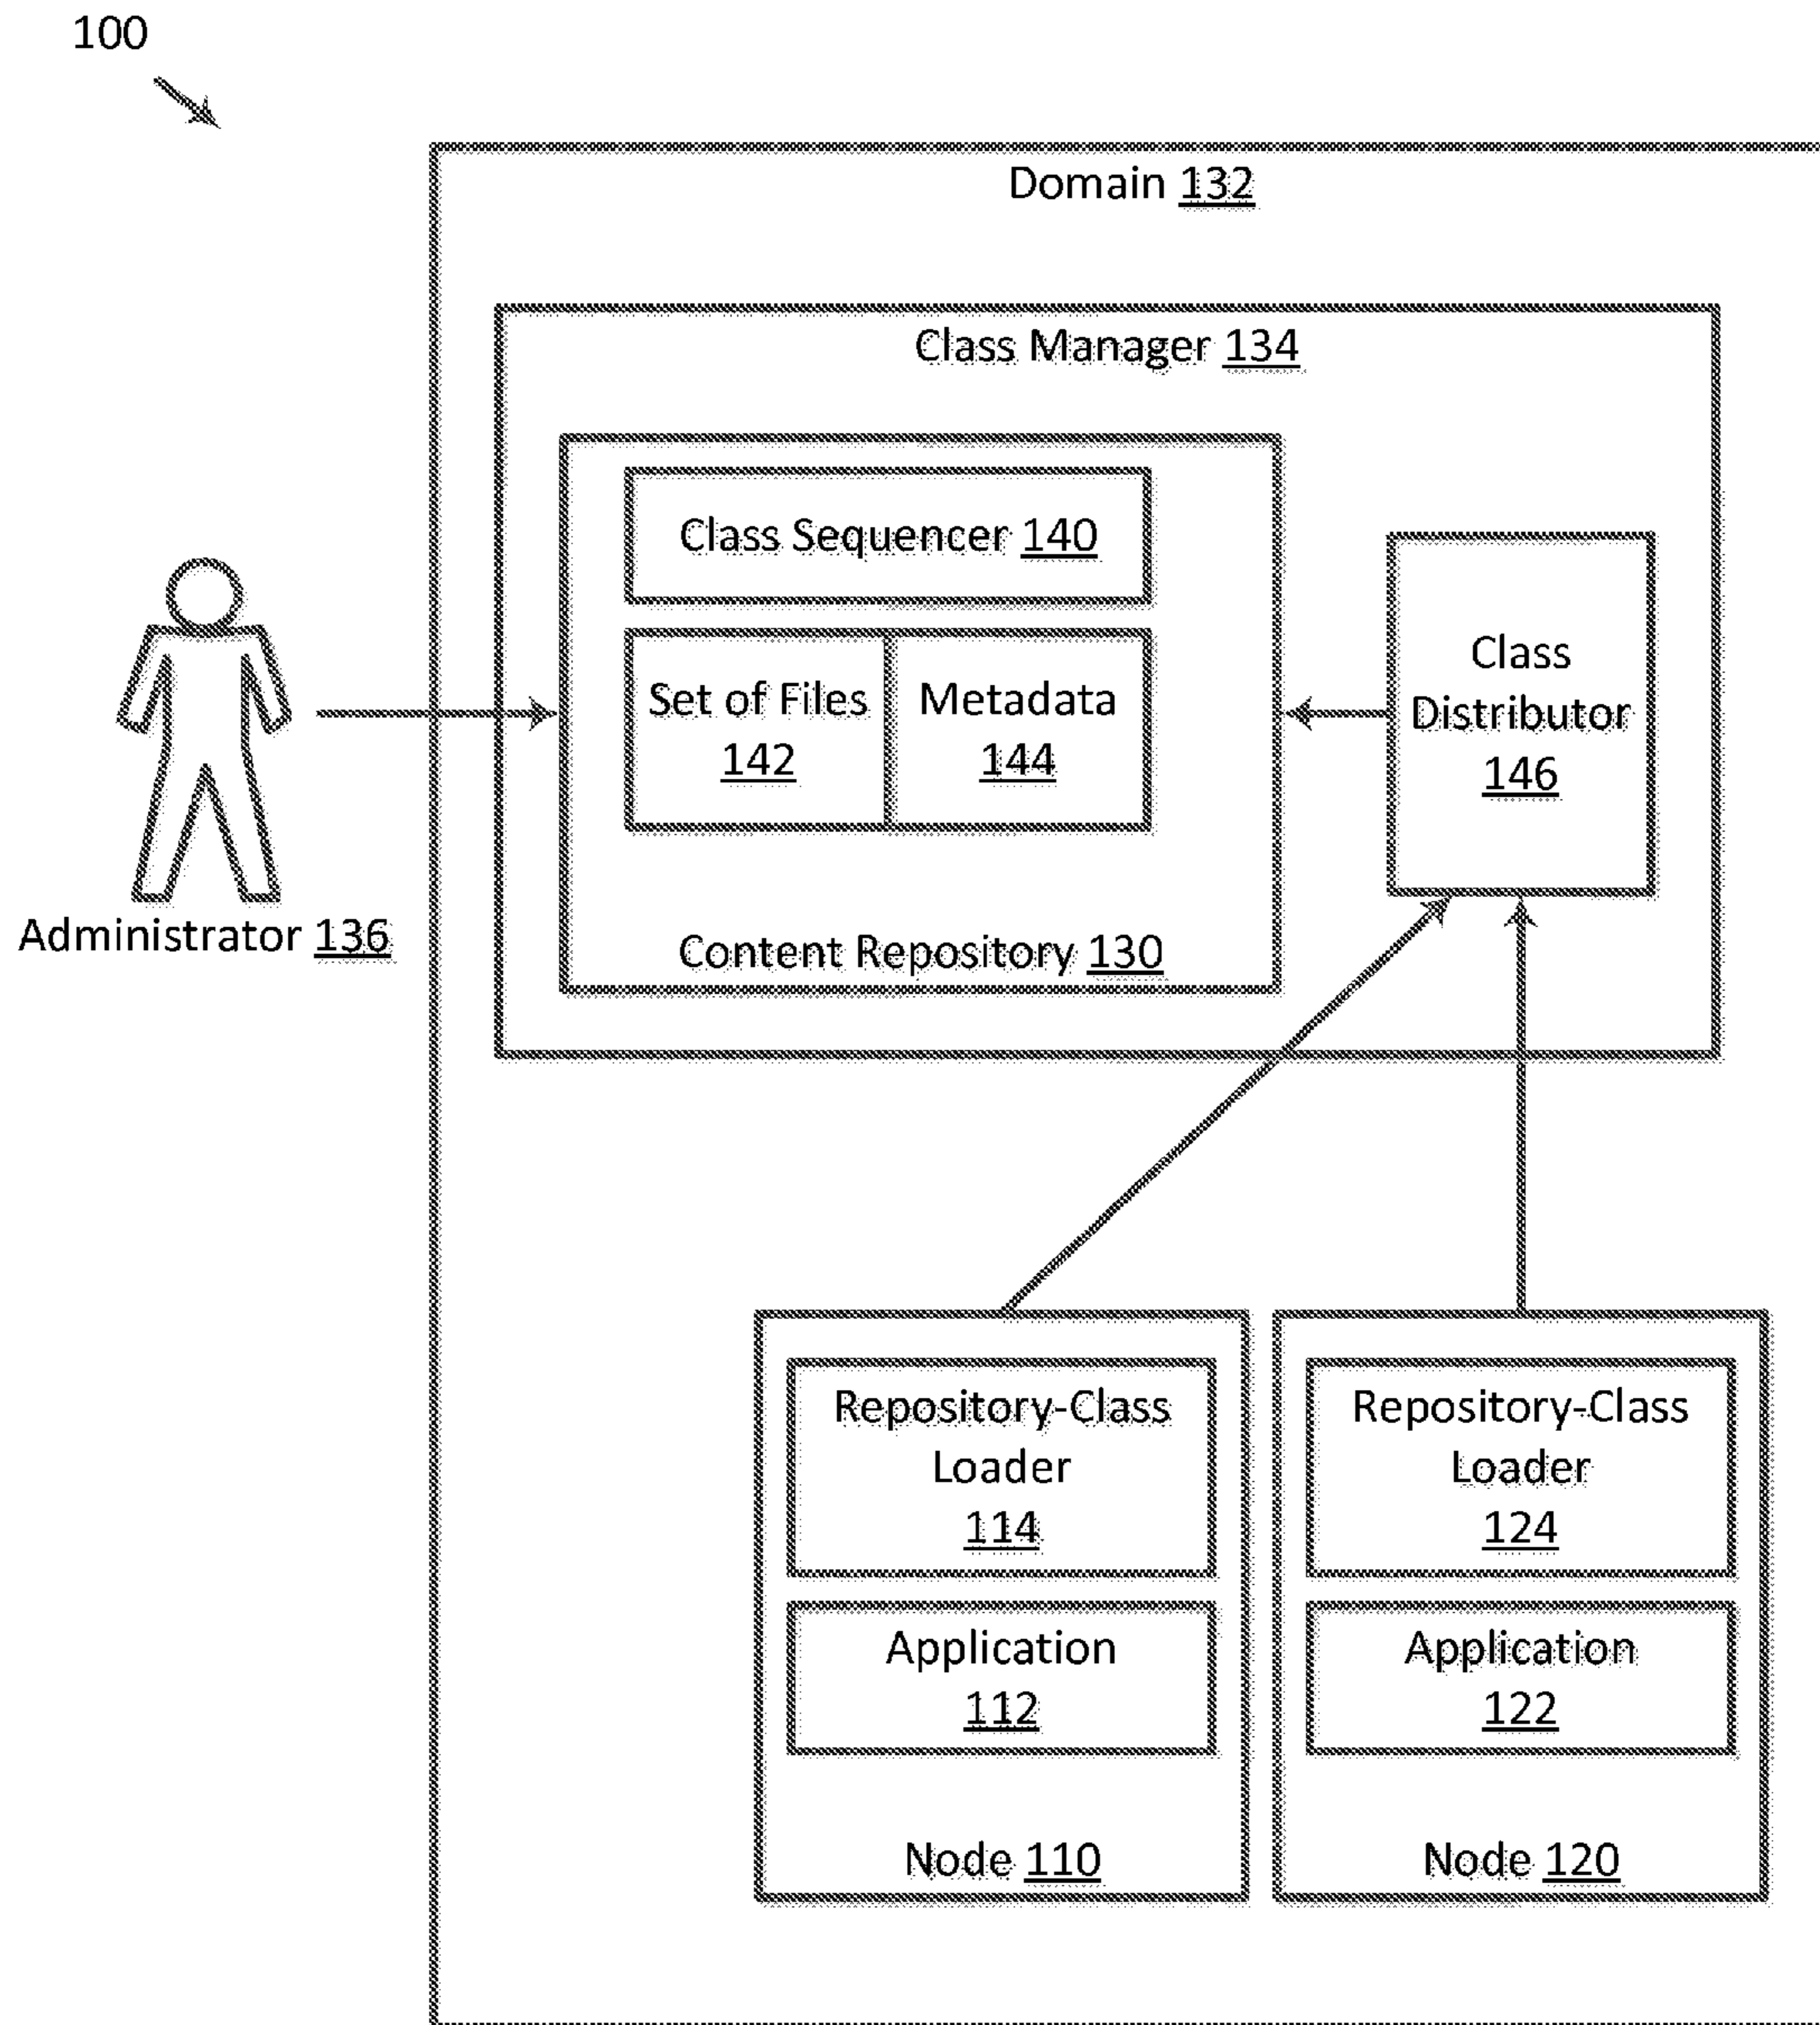 100
Domain 132
Class Manager 134
Class Sequencer 140
Set of Files
142
Metadata
144
Content Repository 130
Class
Distributor
146
Administrator 136
Repository-Class
Loader
114
Application
112
Node 110
Repository-Class
Loader
124
Application
122
Node 120